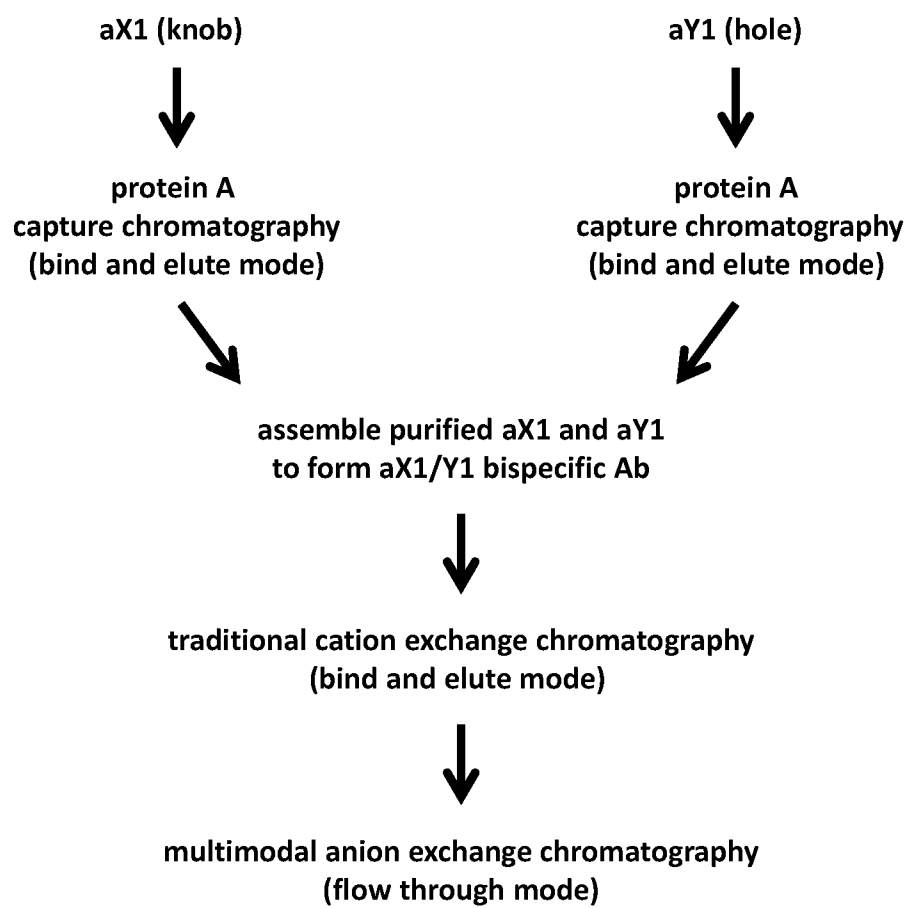 aX1 (knob)
aY1 (hole)
protein A
capture chromatography
(bind and elute mode)
protein A
capture chromatography
(bind and elute mode)
assemble purified aX1 and aY1
to form aX1/Y1 bispecific Ab
traditional cation exchange chromatography
(bind and elute mode)
multimodal anion exchange chromatography
(flow through mode)